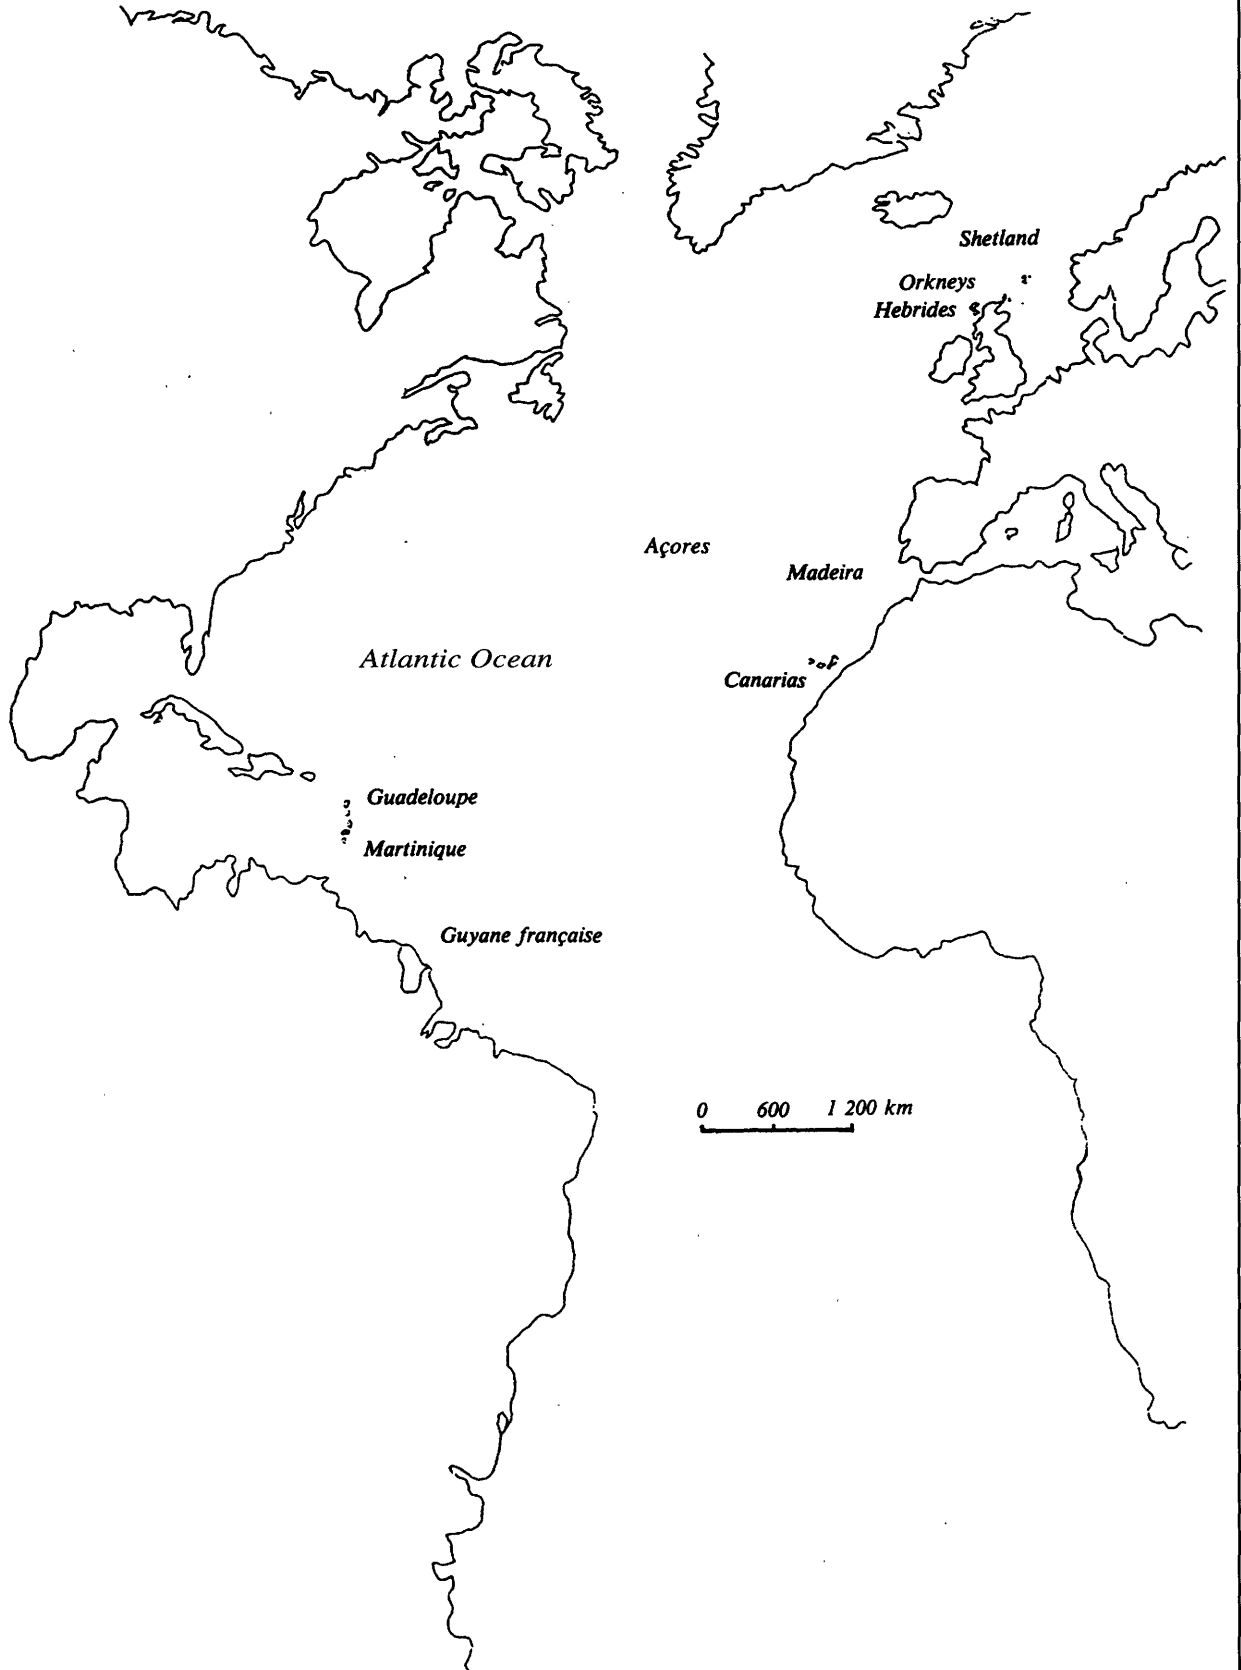 Shetland
Orkneys
Hebrides
Açores
Madeira
Atlantic Ocean
Canarias
Guadeloupe
Martinique
Guyane française
0 600 1 200 km